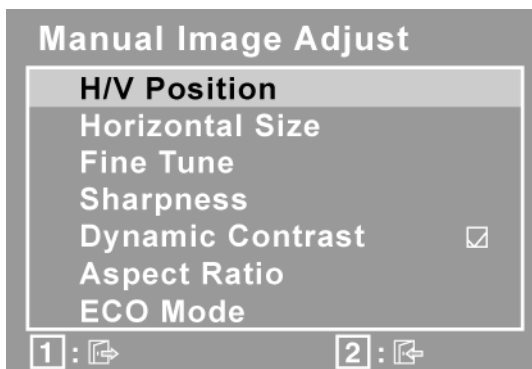 Manual Image Adjust
H/V Position
Horizontal Size
Fine Tune
Sharpness
Dynamic Contrast
Aspect Ratio
ECO Mode
1 : 2 :